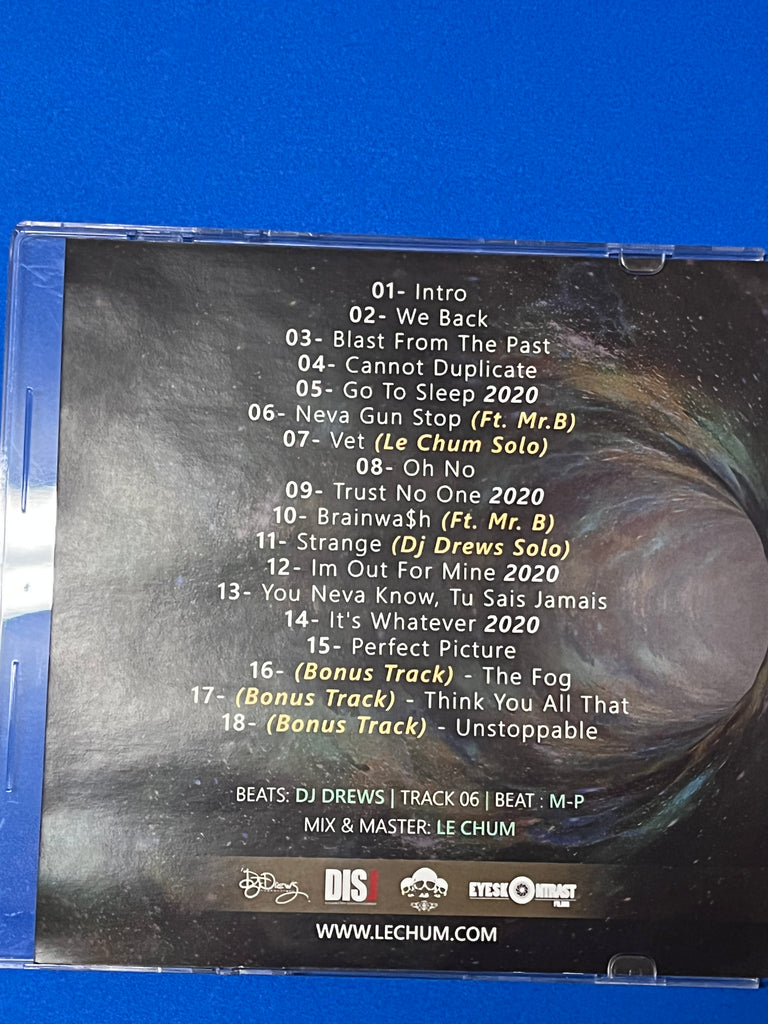 01- Intro
02- We Back
03- Blast From The Past
04- Cannot Duplicate
05- Go To Sleep 2020
06- Neva Gun Stop (Ft. Mr.B)
07- Vet (Le Chum Solo)
08- Oh No
09- Trust No One 2020
10- Brainwa$h (Ft. Mr. B)
11- Strange (Dj Drews Solo)
12- Im Out For Mine 2020
13- You Neva Know, Tu Sais Jamais
14- It's Whatever 2020
15- Perfect Picture
16- (Bonus Track) - The Fog
17- (Bonus Track) - Think You All That
18- (Bonus Track) - Unstoppable
BEATS: DJ DREWS | TRACK 06 | BEAT : M-P
MIX & MASTER: LE CHUM
DJ Drews DIS EYESKONTRAST
FILMS
WWW.LECHUM.COM